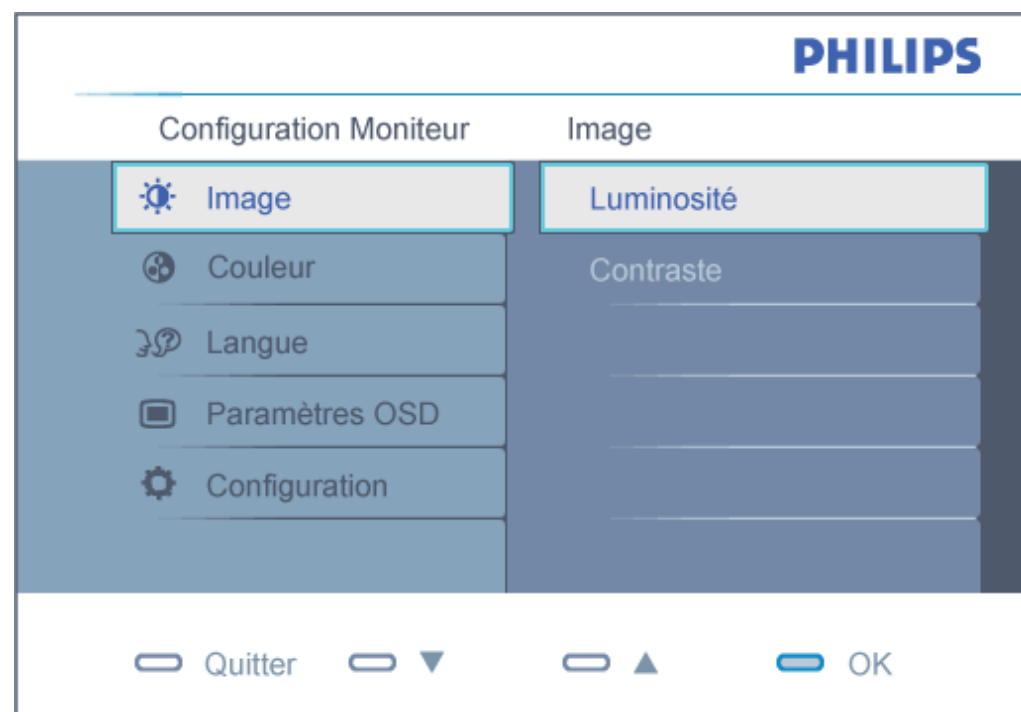 PHILIPS
Configuration Moniteur
Image
Image
Luminosité
Couleur
Contraste
Langue
Paramètres OSD
Configuration
Quitter ▼ ▲ OK